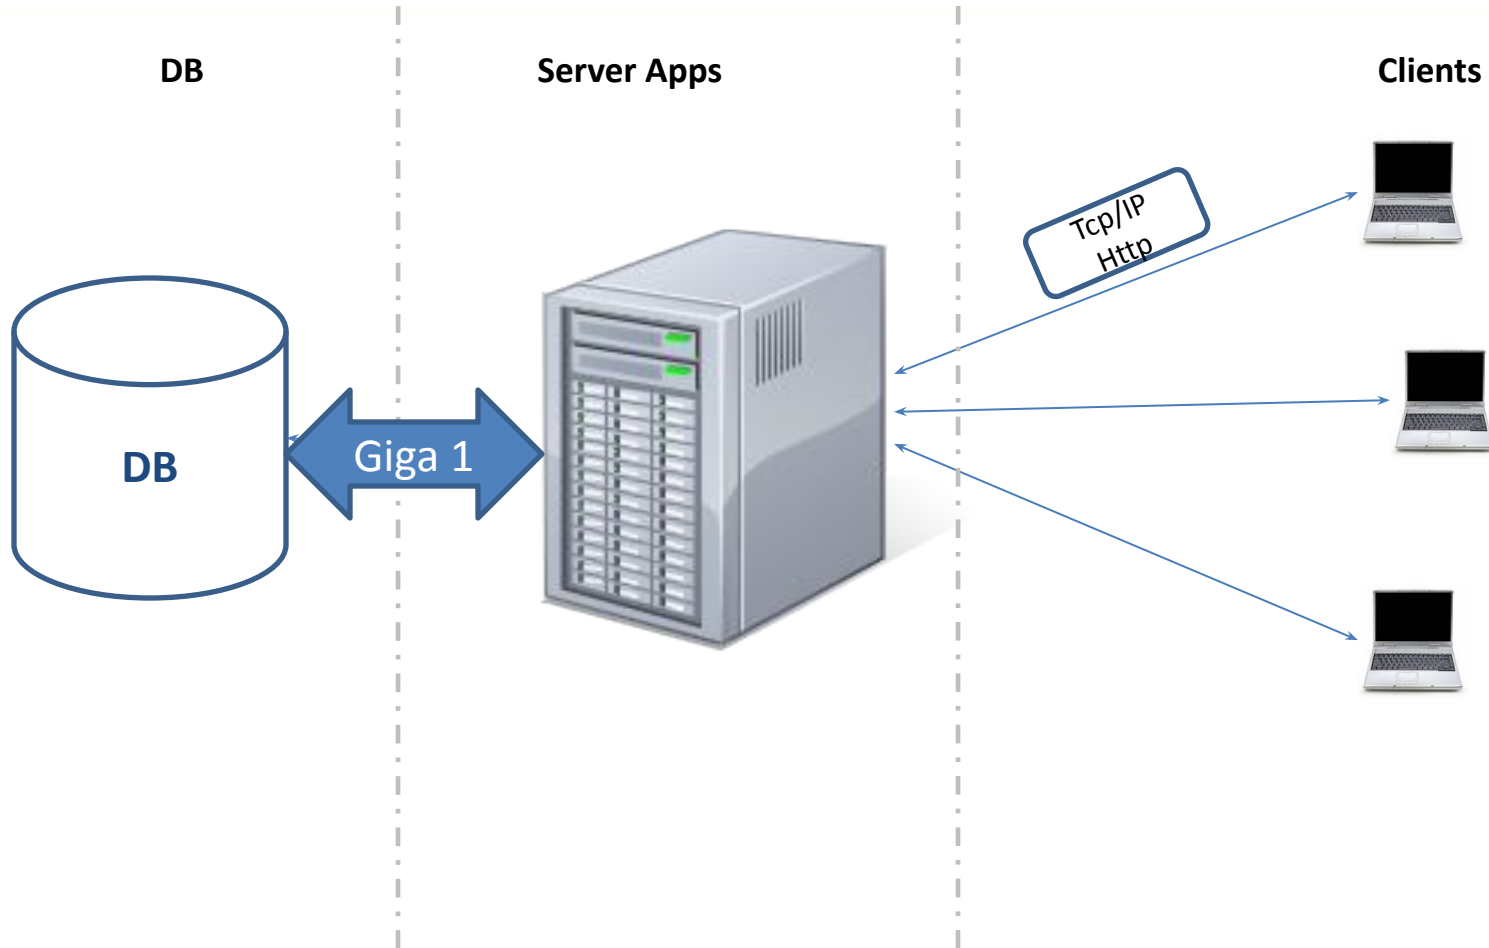 DB
Server Apps
Clients
Tcp/IP
Http
DB
Giga 1